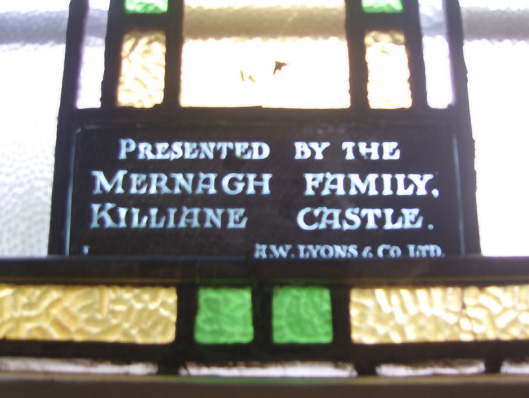 PRESENTED BY THE
MERNAGH FAMILY,
KILLIANE CASTLE.
A.W. LYONS & CO. LTD.